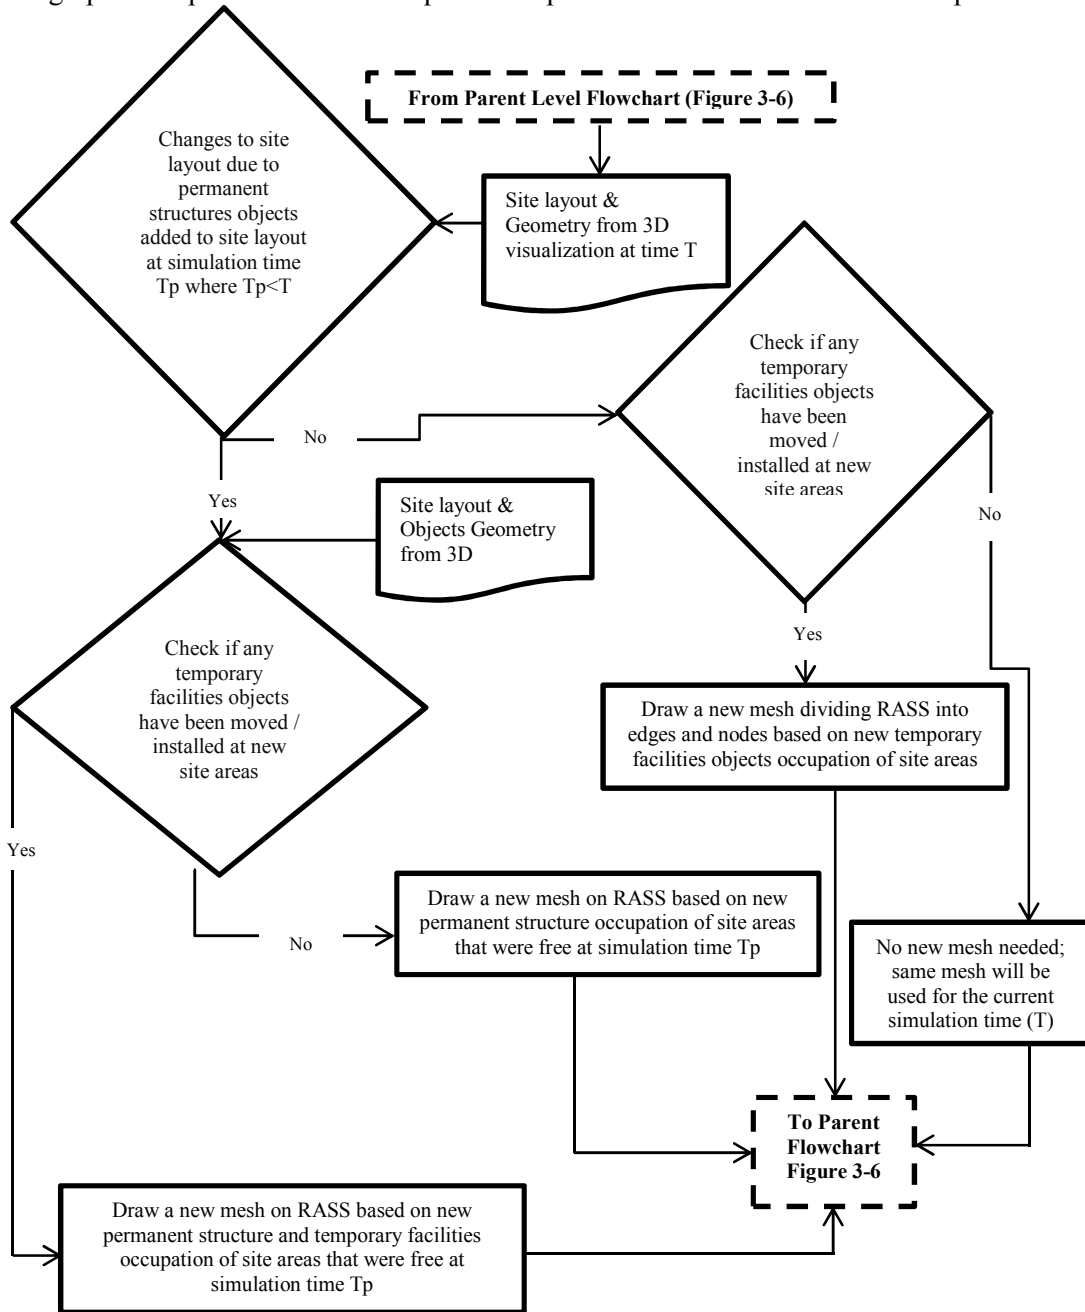 From Parent Level Flowchart (Figure 3-6)
Changes to site
layout due to
permanent
structures objects
added to site layout
at simulation time
Tp where Tp<T
Site layout &
Geometry from 3D
visualization at time T
Check if any
temporary
facilities objects
have been
moved /
installed at new
site areas
No
Yes
Site layout &
Objects Geometry
from 3D
No
Check if any
temporary
facilities objects
have been moved /
installed at new
site areas
Yes
Draw a new mesh dividing RASS into
edges and nodes based on new temporary
facilities objects occupation of site areas
Yes
No
Draw a new mesh on RASS based on new
permanent structure occupation of site areas
that were free at simulation time Tp
No new mesh needed;
same mesh will be
used for the current
simulation time (T)
To Parent
Flowchart
Figure 3-6
Draw a new mesh on RASS based on new
permanent structure and temporary facilities
occupation of site areas that were free at
simulation time Tp